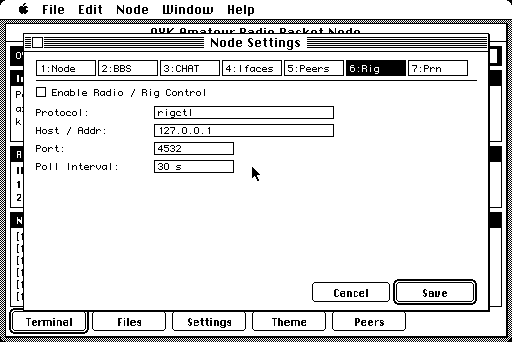 File Edit Node Window Help
Node Settings
1:Node 2:BBS 3:CHAT 4:Ifaces 5:Peers 6:Rig 7:Prn
Enable Radio / Rig Control
Protocol: rigctl
Host / Addr: 127.0.0.1
Port: 4532
Poll Interval: 30 s
Cancel Save
Terminal Files Settings Theme Peers